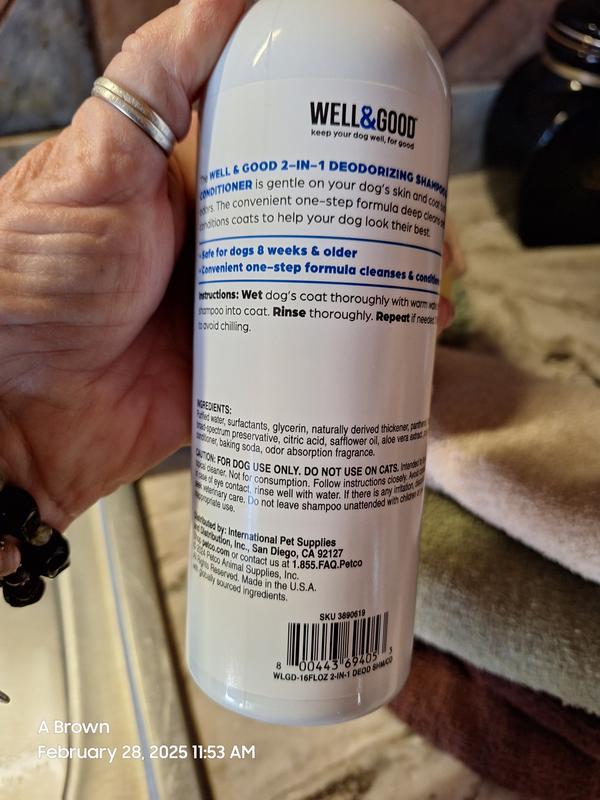 WELL&GOOD
keep your dog well, for good
The WELL & GOOD 2-IN-1 DEODORIZING SHAMPOO
CONDITIONER is gentle on your dog's skin and coat
odors. The convenient one-step formula deep cleans
conditions coats to help your dog look their best.
- Safe for dogs 8 weeks & older
- Convenient one-step formula cleanses &
Instructions: Wet dog's coat thoroughly with warm
shampoo into coat. Rinse thoroughly. Repeat if needed.
to avoid chilling.
INGREDIENTS:
Purified water, surfactants, glycerin, naturally derived thickener,
broad-spectrum preservative, citric acid, safflower oil, aloe vera extract,
conditioner, baking soda, odor absorption fragrance.
CAUTION: FOR DOG USE ONLY. DO NOT USE ON CATS. Intended
cleaner. Not for consumption. Follow instructions closely. Avoid
case of eye contact, rinse well with water. If there is any irritation,
veterinary care. Do not leave shampoo unattended with children
use.
Distributed by: International Pet Supplies
and Distribution, Inc., San Diego, CA 92127
petco.com or contact us at 1.855.FAQ.Petco
2024 Petco Animal Supplies, Inc.
Rights Reserved. Made in the U.S.A.
with globally sourced ingredients.
SKU 3890619
8 00443 69405 3
WLGD-16FLOZ 2-IN-1 DEOD SHM/CO
A Brown
February 28, 2025 11:53 AM